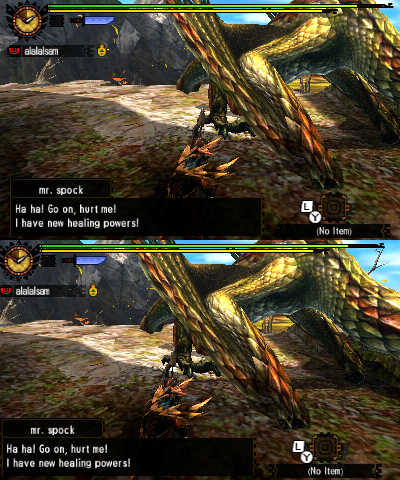 alalalsam
mr. spock
Ha ha! Go on, hurt me!
I have new healing powers!
L
Y
(No Item)
alalalsam
mr. spock
Ha ha! Go on, hurt me!
I have new healing powers!
L
Y
(No Item)